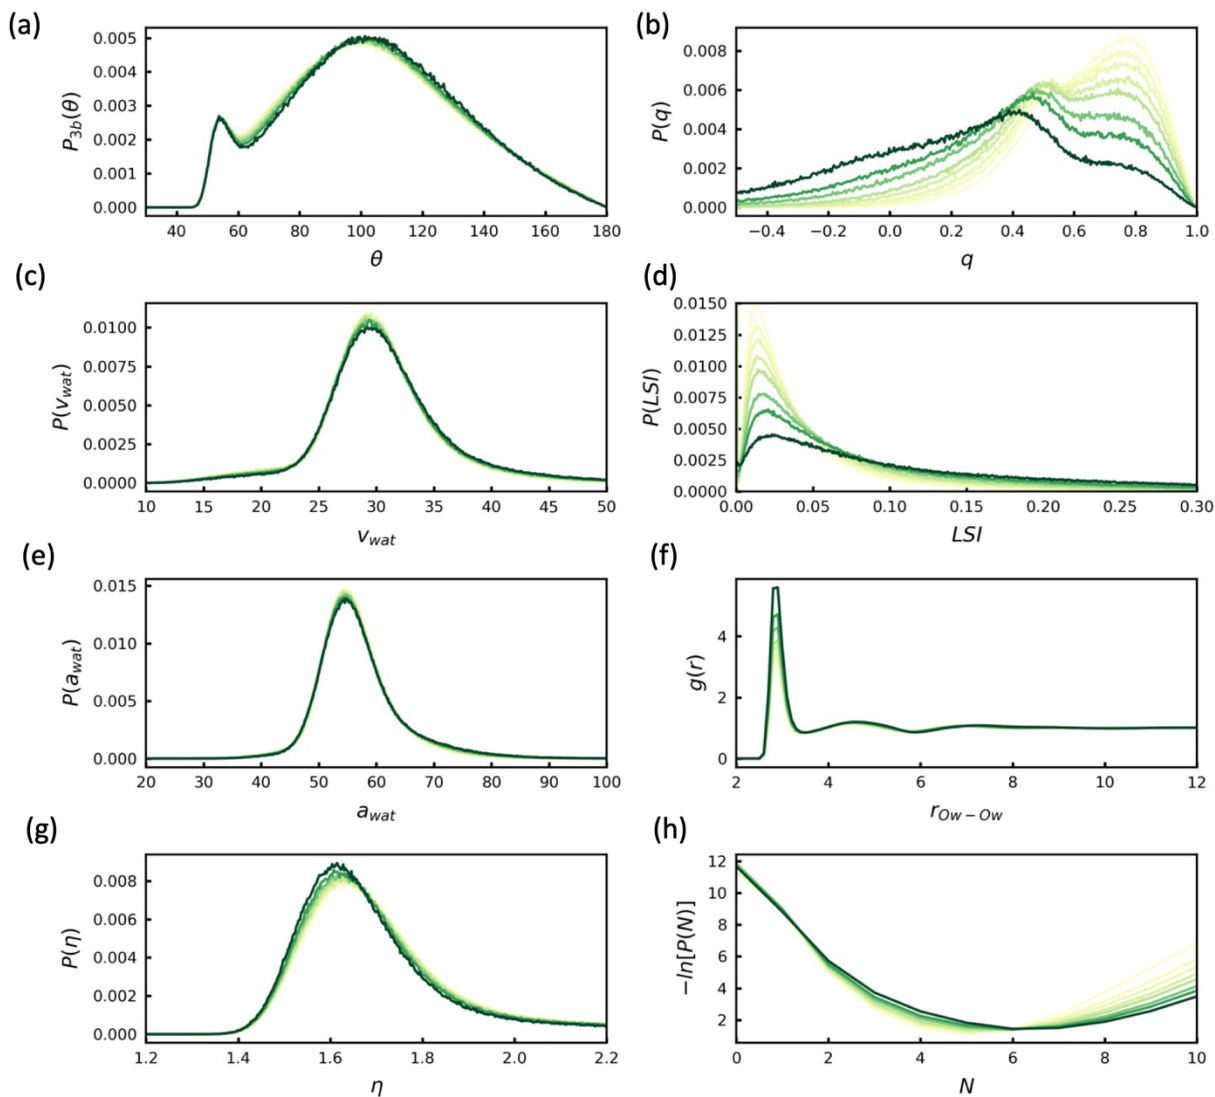 (a)
0.005
0.004
0.003
0.002
0.001
0.000
P3b(θ)
40 60 80 100 120 140 160 180
θ
(b)
0.008
0.006
0.004
0.002
0.000
P(q)
−0.4 −0.2 0.0 0.2 0.4 0.6 0.8 1.0
q
(c)
0.0100
0.0075
0.0050
0.0025
0.0000
P(vwat)
10 15 20 25 30 35 40 45 50
vwat
(d)
0.0150
0.0125
0.0100
0.0075
0.0050
0.0025
0.0000
P(LSI)
0.00 0.05 0.10 0.15 0.20 0.25 0.30
LSI
(e)
0.015
0.010
0.005
0.000
P(awat)
20 30 40 50 60 70 80 90 100
awat
(f)
4
2
0
g(r)
2 4 6 8 10 12
rOw−Ow
(g)
0.008
0.006
0.004
0.002
0.000
P(η)
1.2 1.4 1.6 1.8 2.0 2.2
η
(h)
12
10
8
6
4
2
−ln[P(N)]
0 2 4 6 8 10
N